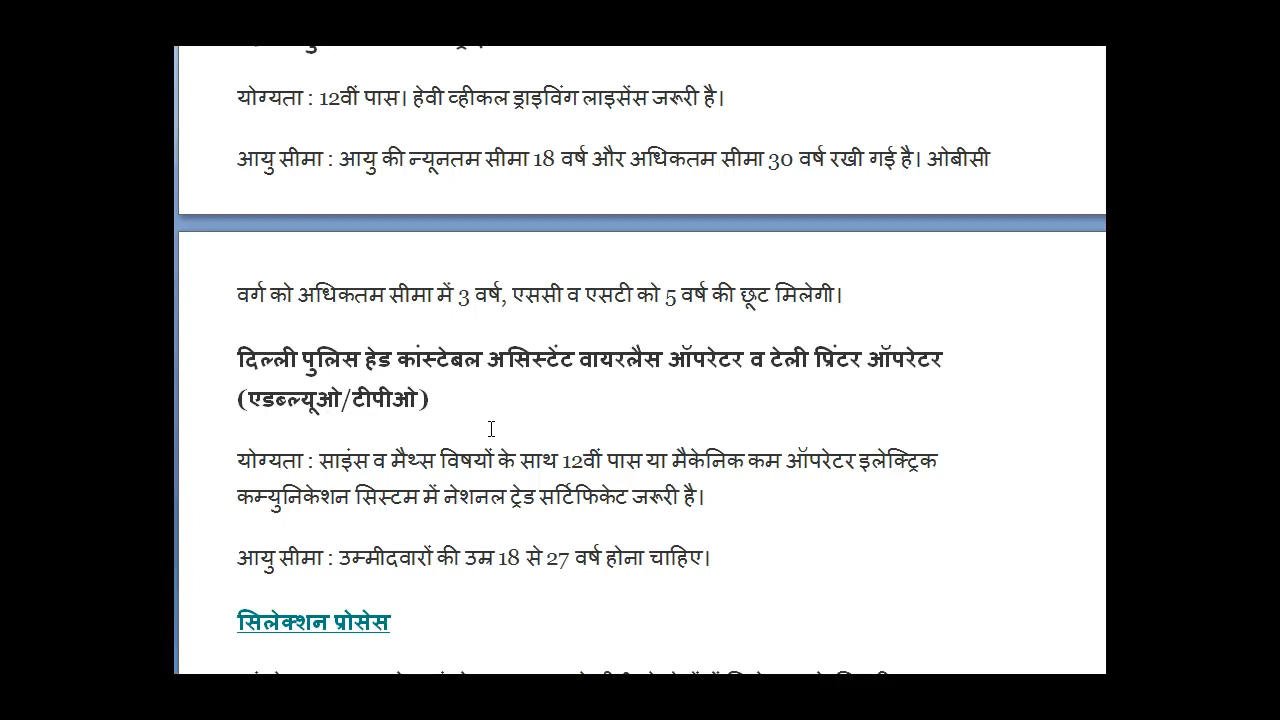 योग्यता : 12वीं पास। हेवी व्हीकल ड्राइविंग लाइसेंस जरूरी है।
आयु सीमा : आयु की न्यूनतम सीमा 18 वर्ष और अधिकतम सीमा 30 वर्ष रखी गई है। ओबीसी
वर्ग को अधिकतम सीमा में 3 वर्ष, एससी व एसटी को 5 वर्ष की छूट मिलेगी।
दिल्ली पुलिस हेड कांस्टेबल असिस्टेंट वायरलैस ऑपरेटर व टेली प्रिंटर ऑपरेटर
(एडब्ल्यूओ/टीपीओ)
योग्यता : साइंस व मैथ्स विषयों के साथ 12वीं पास या मैकेनिक कम ऑपरेटर इलेक्ट्रिक
कम्युनिकेशन सिस्टम में नेशनल ट्रेड सर्टिफिकेट जरूरी है।
आयु सीमा : उम्मीदवारों की उम्र 18 से 27 वर्ष होना चाहिए।
सिलेक्शन प्रोसेस